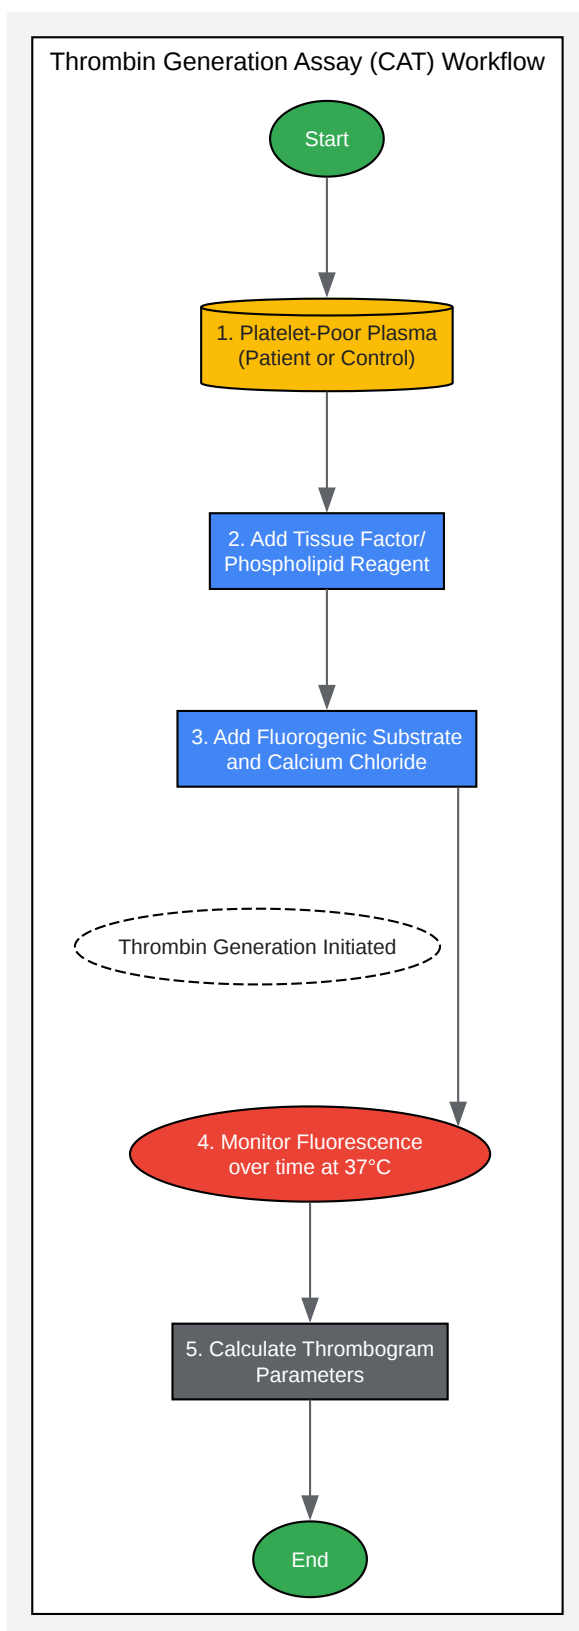 Thrombin Generation Assay (CAT) Workflow
Start
1. Platelet-Poor Plasma
(Patient or Control)
2. Add Tissue Factor/
Phospholipid Reagent
3. Add Fluorogenic Substrate
and Calcium Chloride
Thrombin Generation Initiated
4. Monitor Fluorescence
over time at 37°C
5. Calculate Thrombogram
Parameters
End